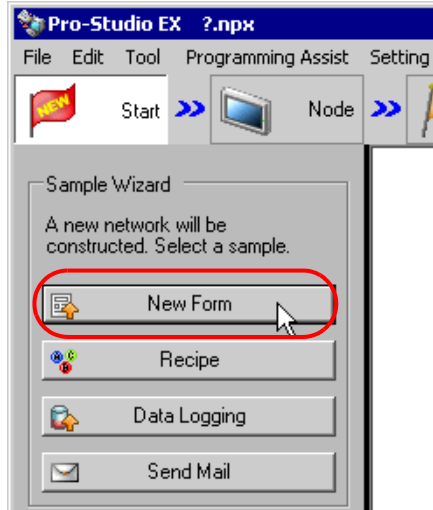 Pro-Studio EX ?.npx
File Edit Tool Programming Assist Setting
NEW Start Node
Sample Wizard
A new network will be
constructed. Select a sample.
New Form
A C B Recipe
Data Logging
Send Mail